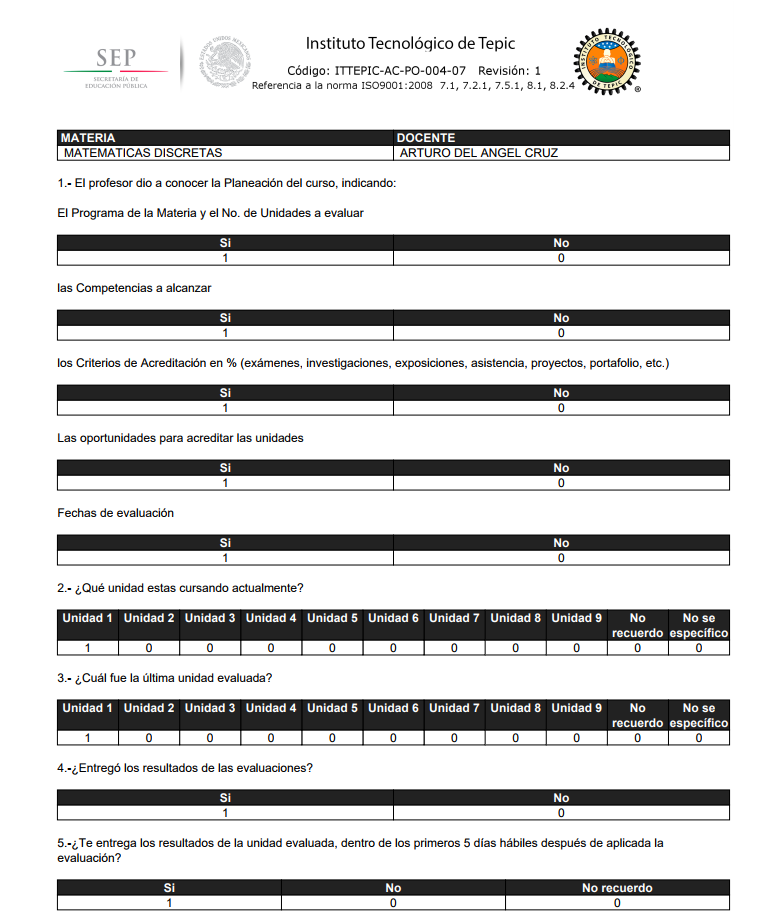 SEP
SECRETARÍA DE
EDUCACIÓN PÚBLICA
ESTADOS UNIDOS MEXICANOS
Instituto Tecnológico de Tepic
Código: ITTEPIC-AC-PO-004-07 Revisión: 1
Referencia a la norma ISO9001:2008 7.1, 7.2.1, 7.5.1, 8.1, 8.2.4
INSTITUTO TECNOLOGICO
DE TEPIC
®
MATERIA DOCENTE
MATEMATICAS DISCRETAS ARTURO DEL ANGEL CRUZ
1.- El profesor dio a conocer la Planeación del curso, indicando:
El Programa de la Materia y el No. de Unidades a evaluar
Si No
1 0
las Competencias a alcanzar
Si No
1 0
los Criterios de Acreditación en % (exámenes, investigaciones, exposiciones, asistencia, proyectos, portafolio, etc.)
Si No
1 0
Las oportunidades para acreditar las unidades
Si No
1 0
Fechas de evaluación
Si No
1 0
2.- ¿Qué unidad estas cursando actualmente?
Unidad 1 Unidad 2 Unidad 3 Unidad 4 Unidad 5 Unidad 6 Unidad 7 Unidad 8 Unidad 9 No No se
recuerdo específico
1 0 0 0 0 0 0 0 0 0 0
3.- ¿Cuál fue la última unidad evaluada?
Unidad 1 Unidad 2 Unidad 3 Unidad 4 Unidad 5 Unidad 6 Unidad 7 Unidad 8 Unidad 9 No No se
recuerdo específico
1 0 0 0 0 0 0 0 0 0 0
4.-¿Entregó los resultados de las evaluaciones?
Si No
1 0
5.-¿Te entrega los resultados de la unidad evaluada, dentro de los primeros 5 días hábiles después de aplicada la
evaluación?
Si No No recuerdo
1 0 0